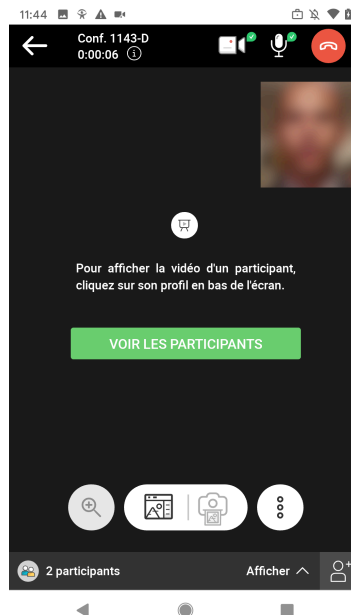 11:44
Conf. 1143-D
0:00:06
Pour afficher la vidéo d'un participant,
cliquez sur son profil en bas de l'écran.
VOIR LES PARTICIPANTS
2 participants
Afficher